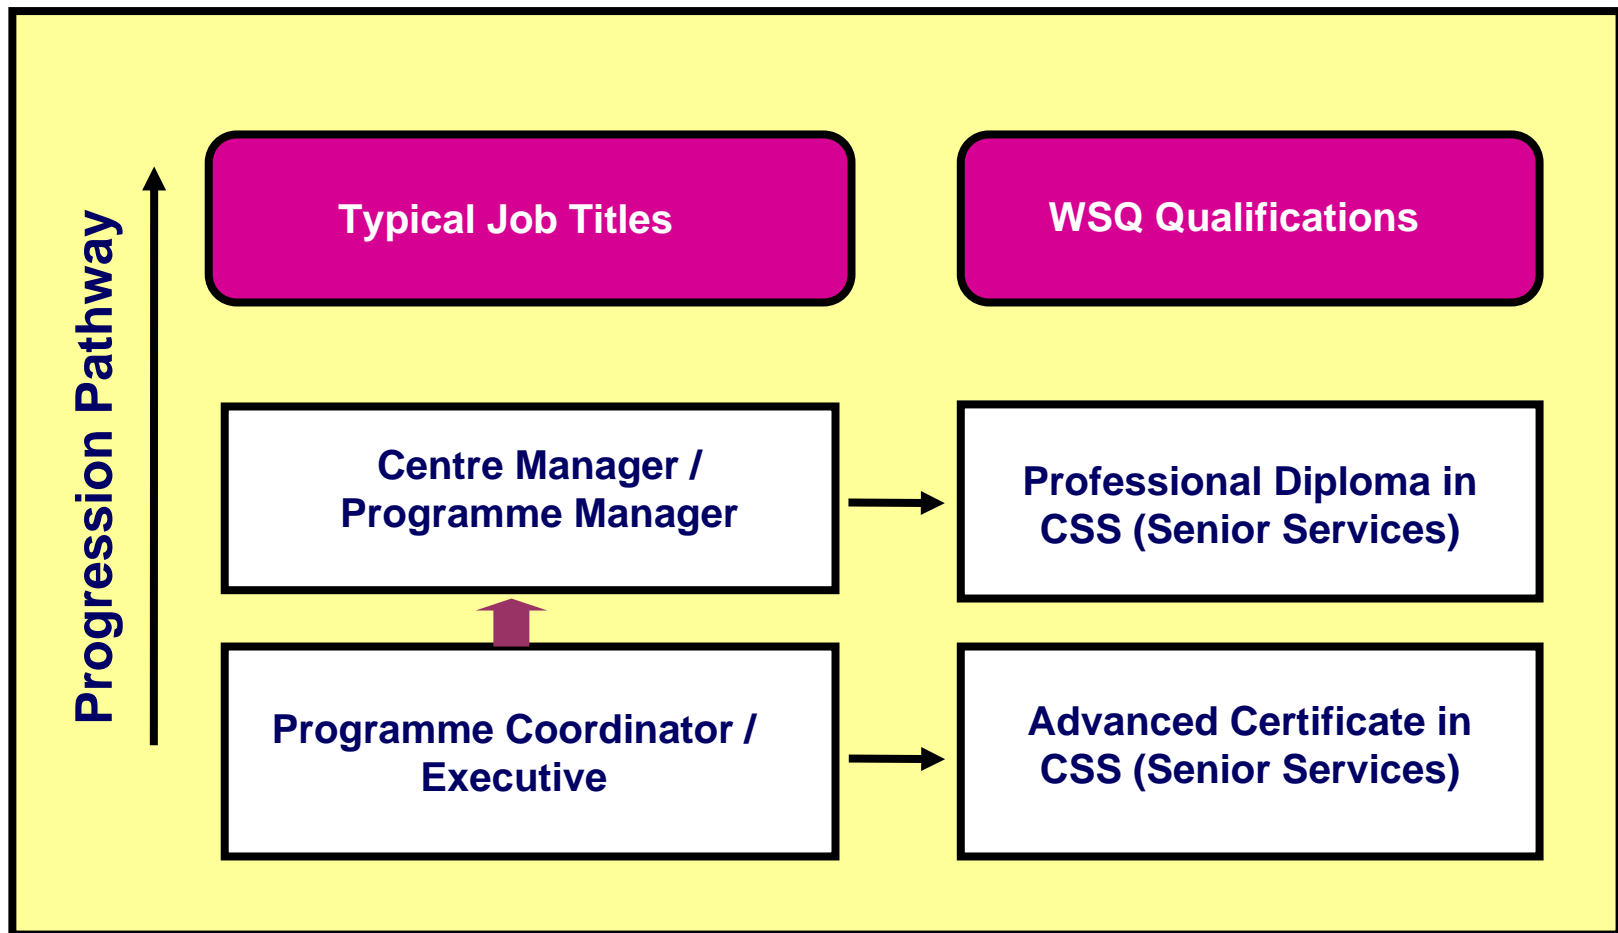 Progression Pathway
Typical Job Titles
WSQ Qualifications
Centre Manager /
Programme Manager
Professional Diploma in
CSS (Senior Services)
Programme Coordinator /
Executive
Advanced Certificate in
CSS (Senior Services)